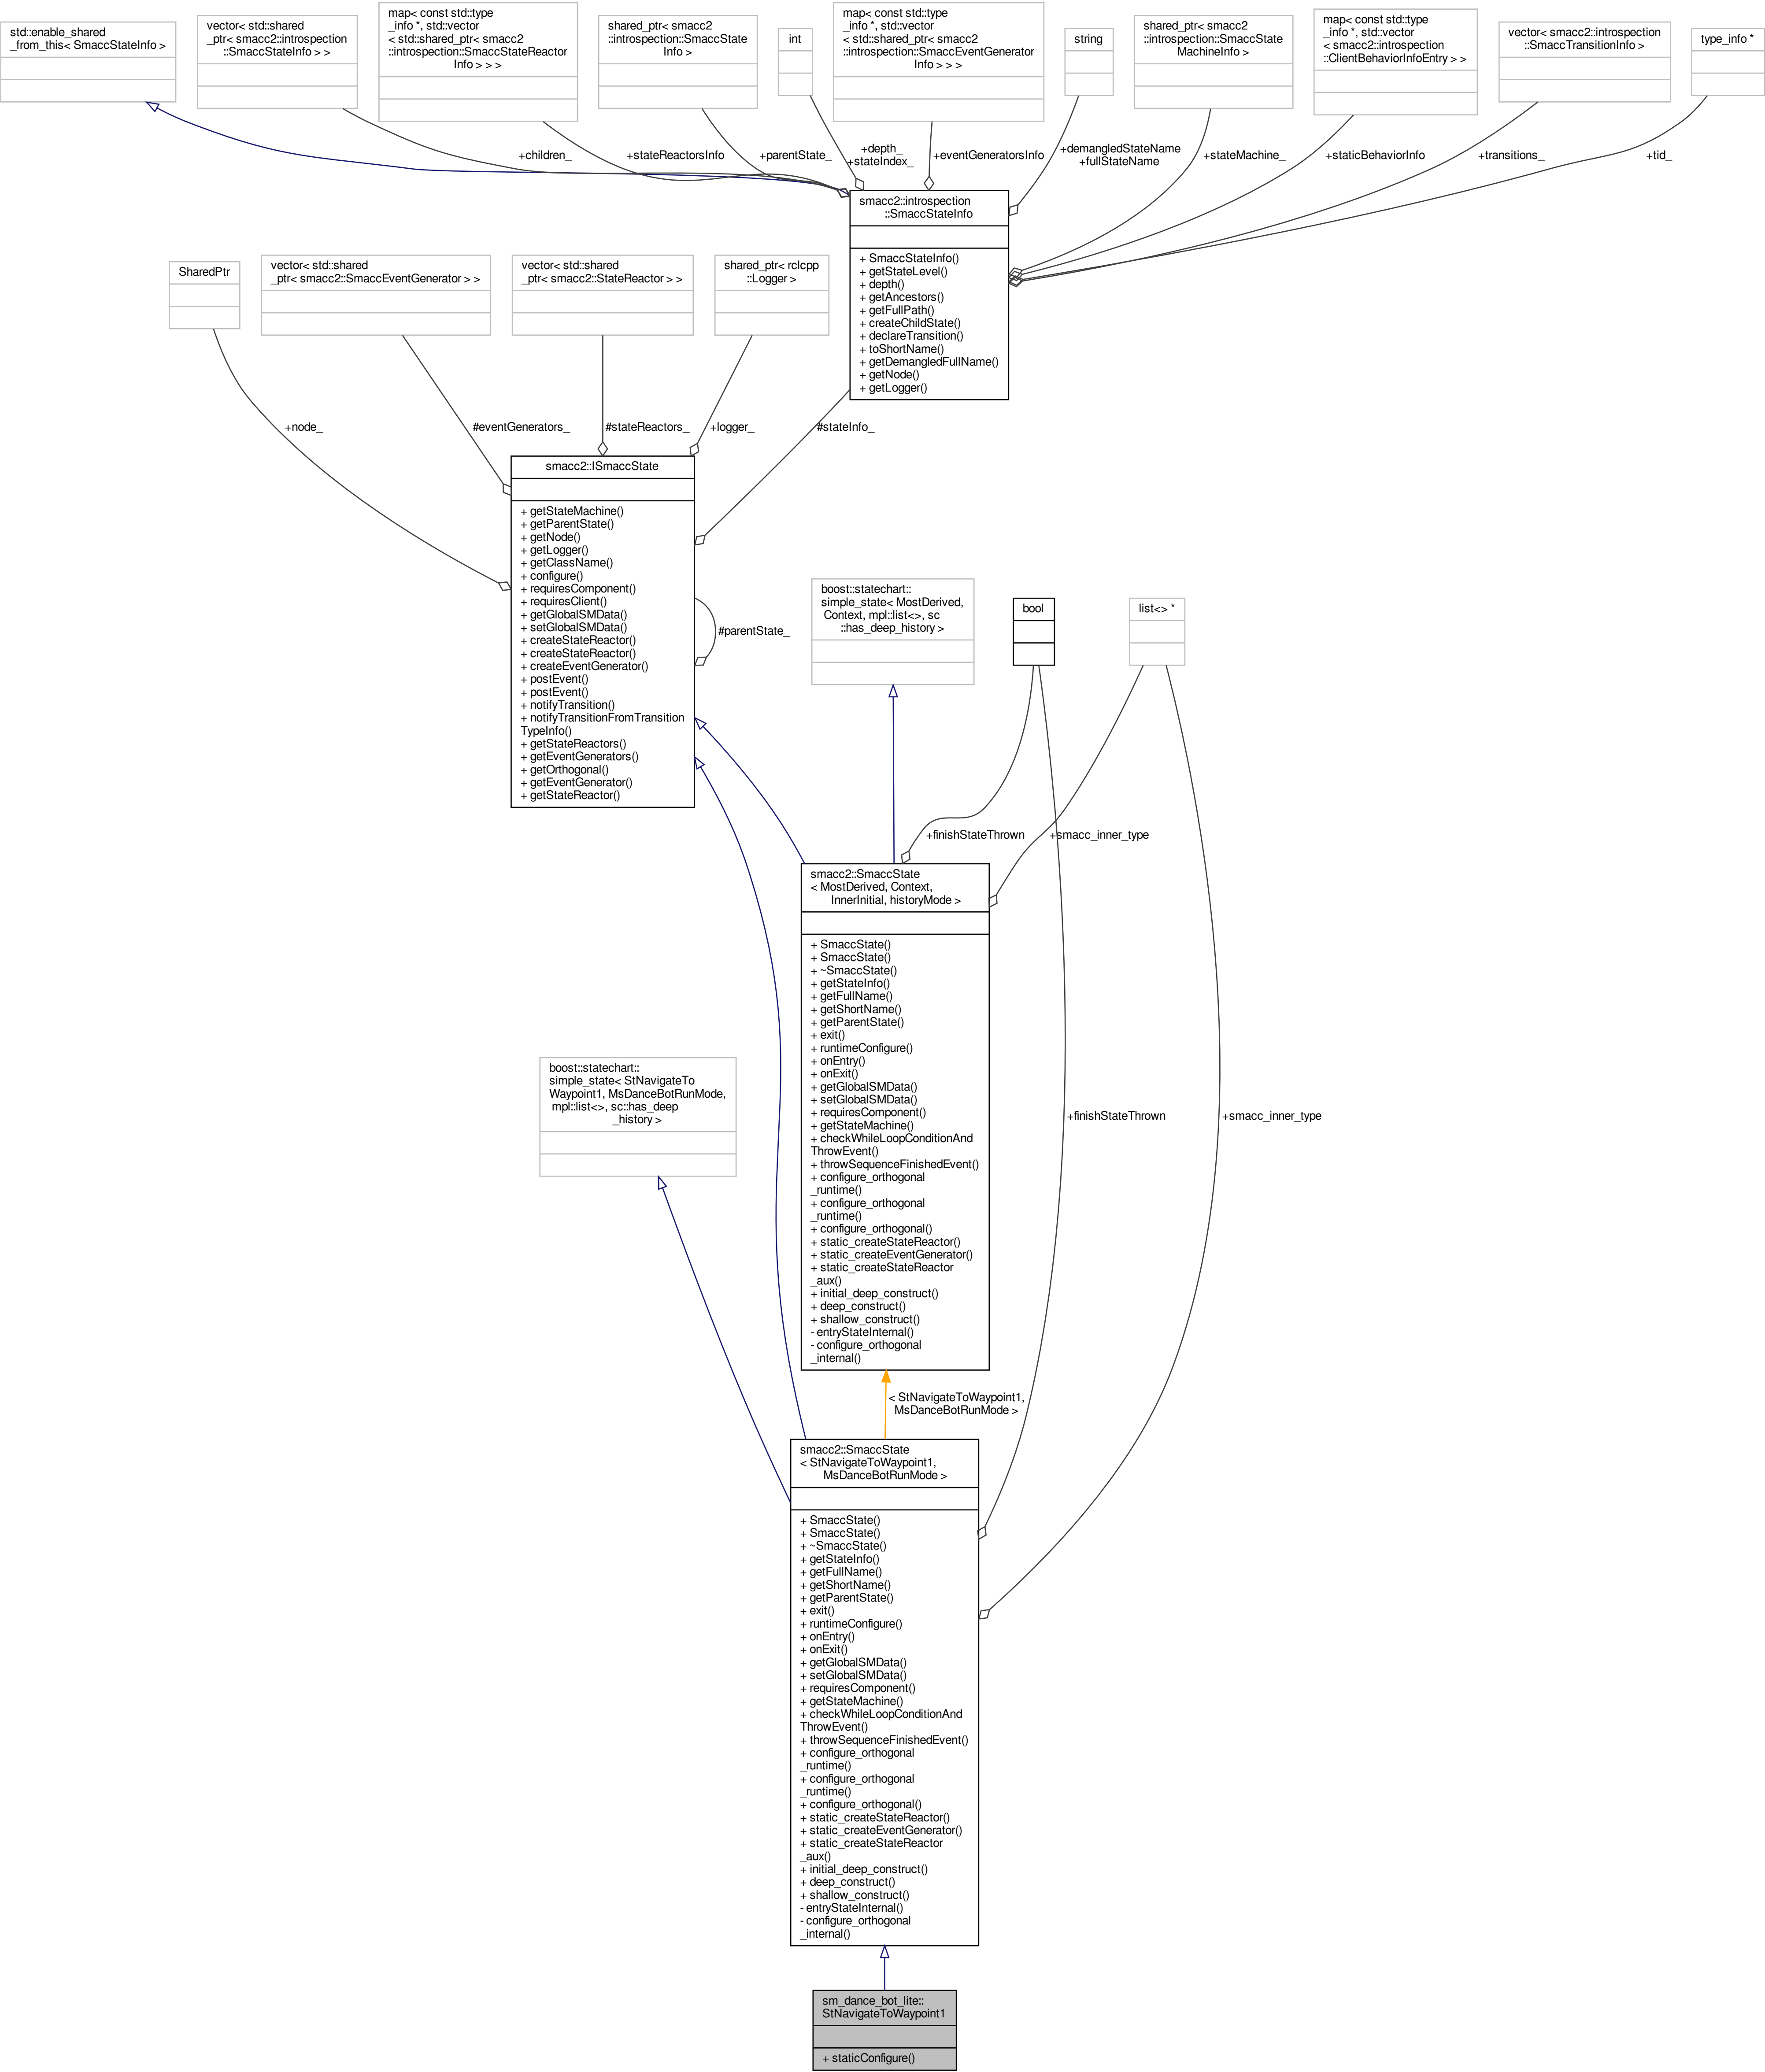 std::enable_shared
_from_this< SmaccStateInfo >
vector< std::shared
_ptr< smacc2::introspection
::SmaccStateInfo > >
map< const std::type
_info *, std::vector
< std::shared_ptr< smacc2
::introspection::SmaccStateReactor
Info > > >
shared_ptr< smacc2
::introspection::SmaccState
Info >
int
map< const std::type
_info *, std::vector
< std::shared_ptr< smacc2
::introspection::SmaccEventGenerator
Info > > >
string
shared_ptr< smacc2
::introspection::SmaccState
MachineInfo >
map< const std::type
_info *, std::vector
< smacc2::introspection
::ClientBehaviorInfoEntry > >
vector< smacc2::introspection
::SmaccTransitionInfo >
type_info *
+children_
+stateReactorsInfo
+parentState_
+depth_
+stateIndex_
+eventGeneratorsInfo
+demangledStateName
+fullStateName
+stateMachine_
+staticBehaviorInfo
+transitions_
+tid_
smacc2::introspection
::SmaccStateInfo
+ SmaccStateInfo()
+ getStateLevel()
+ depth()
+ getAncestors()
+ getFullPath()
+ createChildState()
+ declareTransition()
+ toShortName()
+ getDemangledFullName()
+ getNode()
+ getLogger()
SharedPtr
vector< std::shared
_ptr< smacc2::SmaccEventGenerator > >
vector< std::shared
_ptr< smacc2::StateReactor > >
shared_ptr< rclcpp
::Logger >
+node_
#eventGenerators_
#stateReactors_
+logger_
#stateInfo_
smacc2::ISmaccState
+ getStateMachine()
+ getParentState()
+ getNode()
+ getLogger()
+ getClassName()
+ configure()
+ requiresComponent()
+ requiresClient()
+ getGlobalSMData()
+ setGlobalSMData()
+ createStateReactor()
+ createStateReactor()
+ createEventGenerator()
+ postEvent()
+ postEvent()
+ notifyTransition()
+ notifyTransitionFromTransition
TypeInfo()
+ getStateReactors()
+ getEventGenerators()
+ getOrthogonal()
+ getEventGenerator()
+ getStateReactor()
#parentState_
boost::statechart::
simple_state< MostDerived,
Context, mpl::list<>, sc
::has_deep_history >
bool
list<> *
+finishStateThrown
+smacc_inner_type
smacc2::SmaccState
< MostDerived, Context,
InnerInitial, historyMode >
+ SmaccState()
+ SmaccState()
+ ~SmaccState()
+ getStateInfo()
+ getFullName()
+ getShortName()
+ getParentState()
+ exit()
+ runtimeConfigure()
+ onEntry()
+ onExit()
+ getGlobalSMData()
+ setGlobalSMData()
+ requiresComponent()
+ getStateMachine()
+ checkWhileLoopConditionAnd
ThrowEvent()
+ throwSequenceFinishedEvent()
+ configure_orthogonal
_runtime()
+ configure_orthogonal
_runtime()
+ configure_orthogonal()
+ static_createStateReactor()
+ static_createEventGenerator()
+ static_createStateReactor
_aux()
+ initial_deep_construct()
+ deep_construct()
+ shallow_construct()
- entryStateInternal()
- configure_orthogonal
_internal()
boost::statechart::
simple_state< StNavigateTo
Waypoint1, MsDanceBotRunMode,
mpl::list<>, sc::has_deep
_history >
+finishStateThrown
+smacc_inner_type
< StNavigateToWaypoint1,
MsDanceBotRunMode >
smacc2::SmaccState
< StNavigateToWaypoint1,
MsDanceBotRunMode >
+ SmaccState()
+ SmaccState()
+ ~SmaccState()
+ getStateInfo()
+ getFullName()
+ getShortName()
+ getParentState()
+ exit()
+ runtimeConfigure()
+ onEntry()
+ onExit()
+ getGlobalSMData()
+ setGlobalSMData()
+ requiresComponent()
+ getStateMachine()
+ checkWhileLoopConditionAnd
ThrowEvent()
+ throwSequenceFinishedEvent()
+ configure_orthogonal
_runtime()
+ configure_orthogonal
_runtime()
+ configure_orthogonal()
+ static_createStateReactor()
+ static_createEventGenerator()
+ static_createStateReactor
_aux()
+ initial_deep_construct()
+ deep_construct()
+ shallow_construct()
- entryStateInternal()
- configure_orthogonal
_internal()
sm_dance_bot_lite::
StNavigateToWaypoint1
+ staticConfigure()